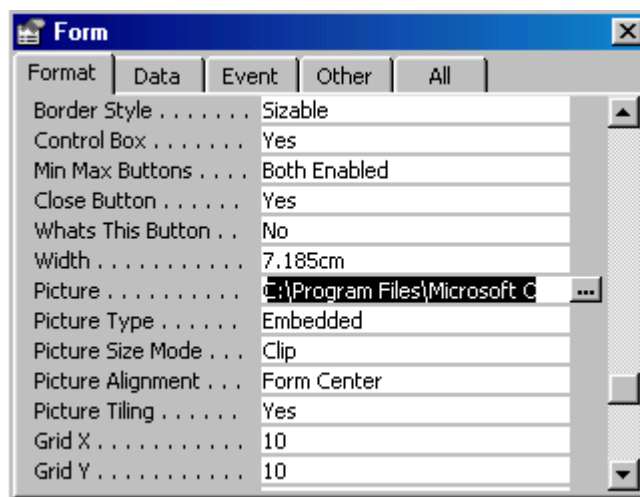 Form
Format Data Event Other All
Border Style . . . . . . . Sizable
Control Box . . . . . . . Yes
Min Max Buttons . . . . Both Enabled
Close Button . . . . . . Yes
Whats This Button . . No
Width . . . . . . . . . . . 7.185cm
Picture . . . . . . . . . . C:\Program Files\Microsoft O ...
Picture Type . . . . . . Embedded
Picture Size Mode . . . Clip
Picture Alignment . . . Form Center
Picture Tiling . . . . . . Yes
Grid X . . . . . . . . . . . 10
Grid Y . . . . . . . . . . . 10